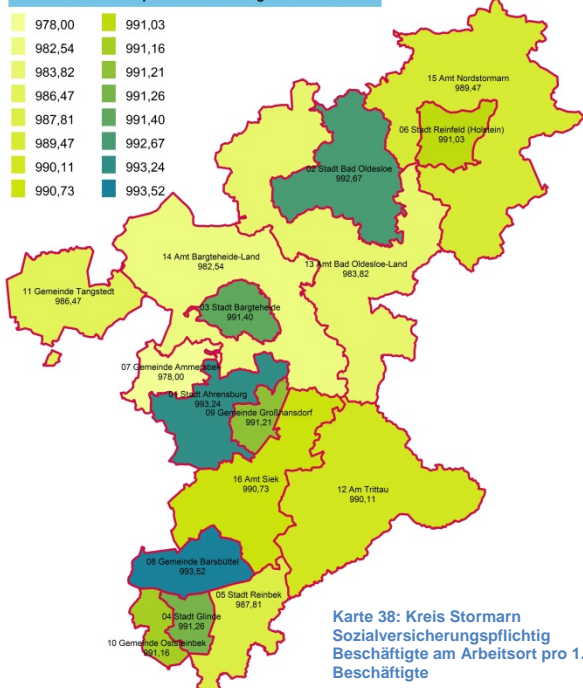 978,00 991,03
982,54 991,16
983,82 991,21
986,47 991,26
987,81 991,40
989,47 992,67
990,11 993,24
990,73 993,52
15 Amt Nordstormarn
989,47
06 Stadt Reinfeld (Holstein)
991,03
02 Stadt Bad Oldesloe
992,67
14 Amt Bargteheide-Land
982,54
13 Amt Bad Oldesloe-Land
983,82
11 Gemeinde Tangstedt
986,47
03 Stadt Bargteheide
991,40
07 Gemeinde Ammersbek
978,00
01 Stadt Ahrensburg
993,24
09 Gemeinde Großhansdorf
991,21
16 Amt Siek
990,73
12 Am Trittau
990,11
08 Gemeinde Barsbüttel
993,52
05 Stadt Reinbek
987,81
04 Stadt Glinde
991,26
10 Gemeinde Oststeinbek
991,16
Karte 38: Kreis Stormarn
Sozialversicherungspflichtig
Beschäftigte am Arbeitsort pro 1.
Beschäftigte